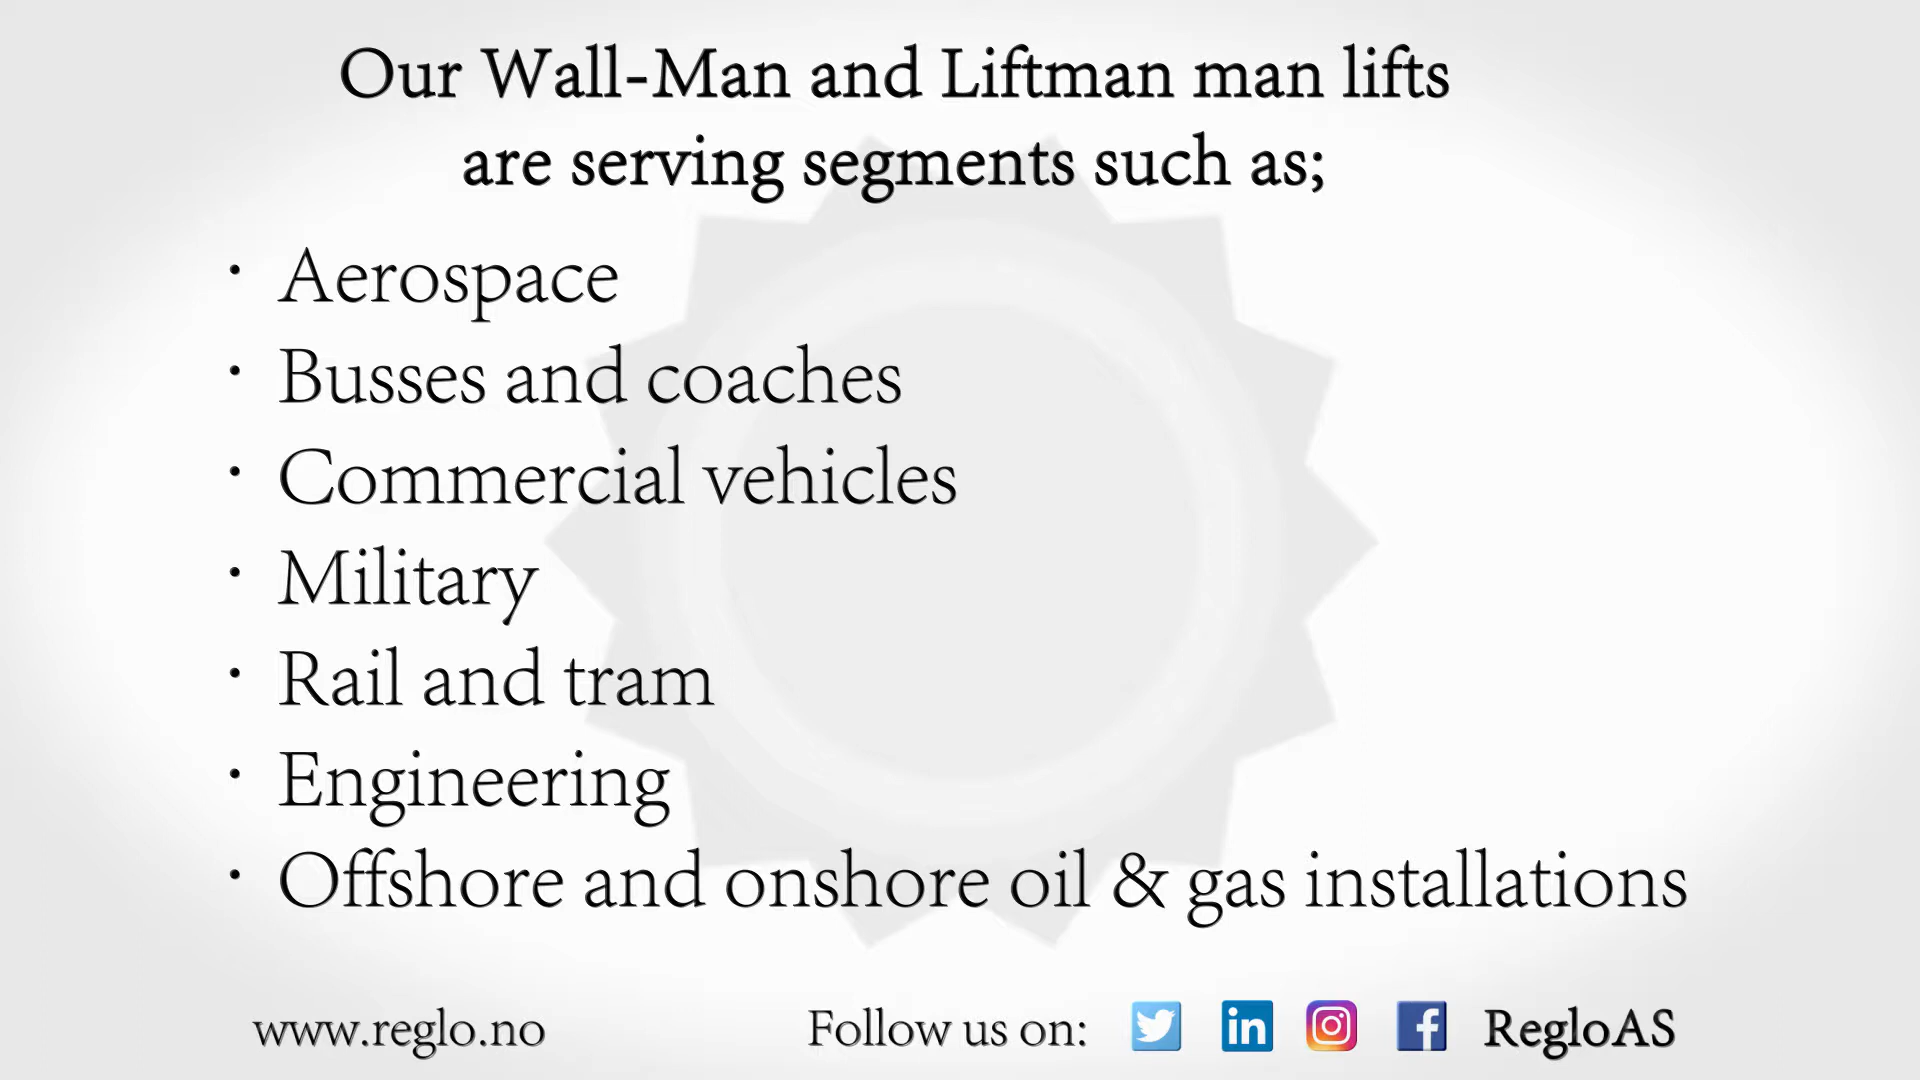 Our Wall-Man and Liftman man lifts
are serving segments such as;
· Aerospace
· Busses and coaches
· Commercial vehicles
· Military
· Rail and tram
· Engineering
· Offshore and onshore oil & gas installations
www.reglo.no Follow us on: RegloAS